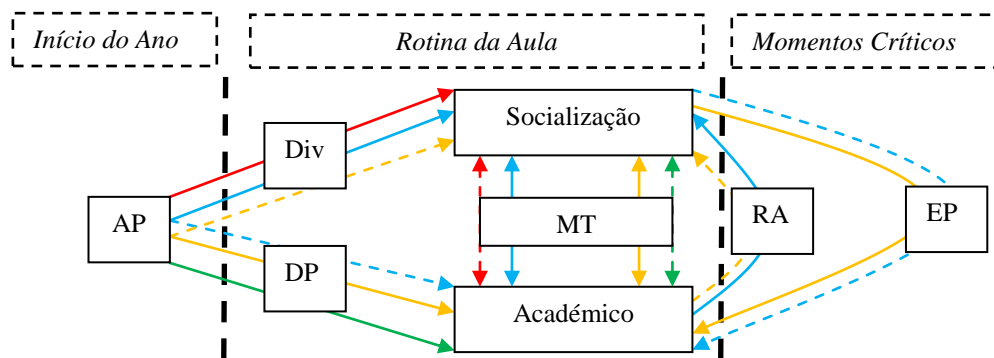 Início do Ano
Rotina da Aula
Momentos Críticos
Socialização
Div
AP
MT
RA
EP
DP
Académico